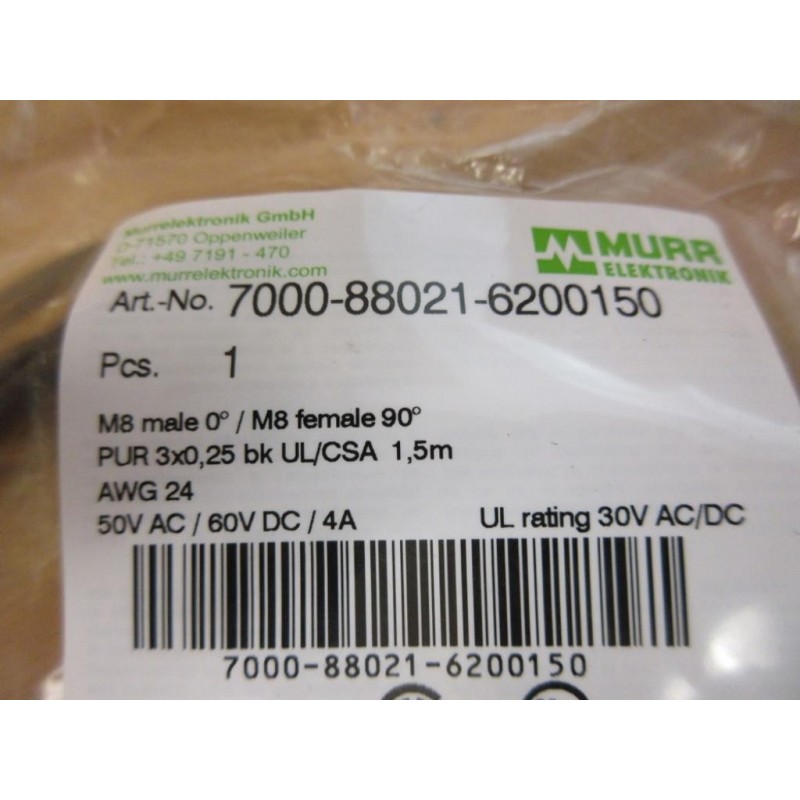 Murrelektronik GmbH
D-71570 Oppenweiler
Tel.: +49 7191 - 470
www.murrelektronik.com
MURR
ELEKTRONIK
Art.-No. 7000-88021-6200150
Pcs. 1
M8 male 0° / M8 female 90°
PUR 3x0,25 bk UL/CSA 1,5m
AWG 24
50V AC / 60V DC / 4A UL rating 30V AC/DC
7000-88021-6200150